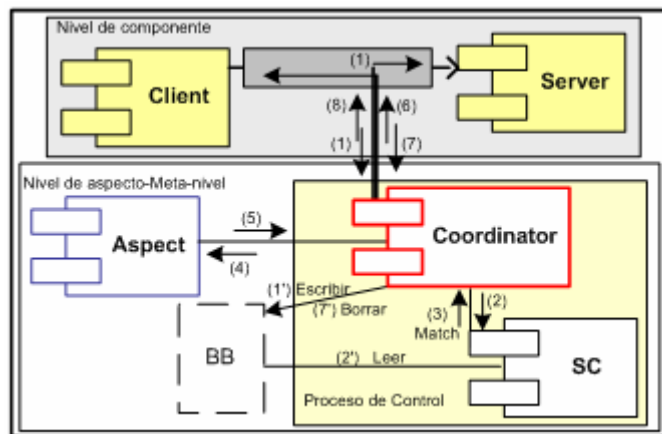 Nivel de componente
(1)
Client
Server
(8)
(6)
(1)
(7)
Nivel de aspecto-Meta-nivel
Aspect
(5)
(4)
Coordinator
(1') Escribir
(7') Borrar
(3)
(2)
Match
BB
(2') Leer
SC
Proceso de Control